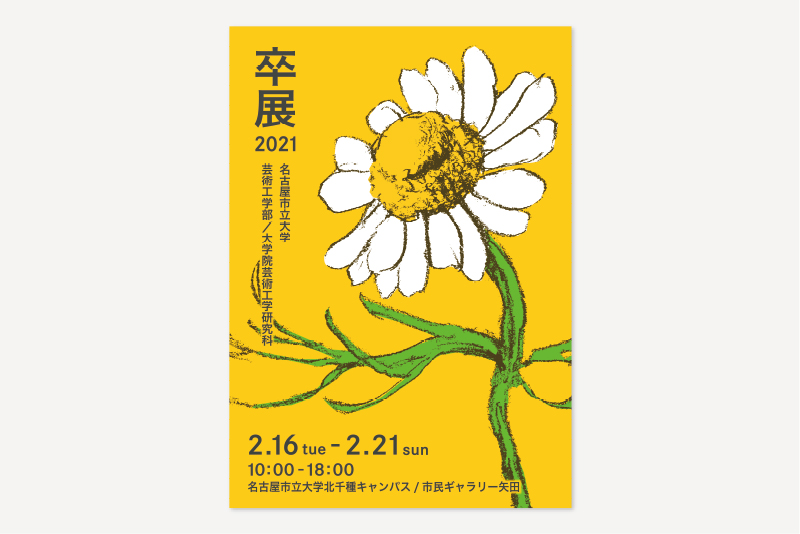 卒展
2021
名古屋市立大学
芸術工学部／大学院芸術工学研究科
2.16 tue - 2.21 sun
10:00 - 18:00
名古屋市立大学北千種キャンパス / 市民ギャラリー矢田